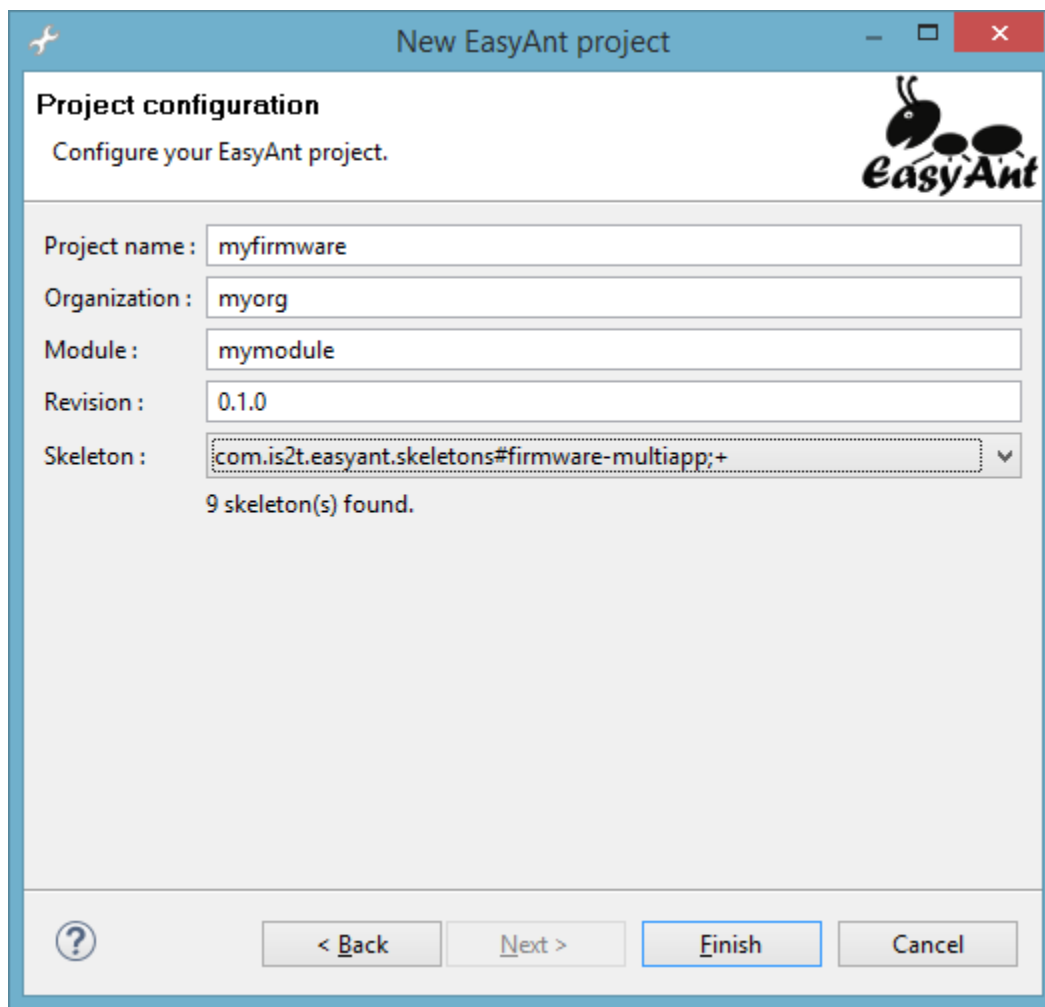 New EasyAnt project
Project configuration
Configure your EasyAnt project.
EasyAnt
Project name : myfirmware
Organization : myorg
Module : mymodule
Revision : 0.1.0
Skeleton : com.is2t.easyant.skeletons#firmware-multiapp;+
9 skeleton(s) found.
? < Back Next > Finish Cancel